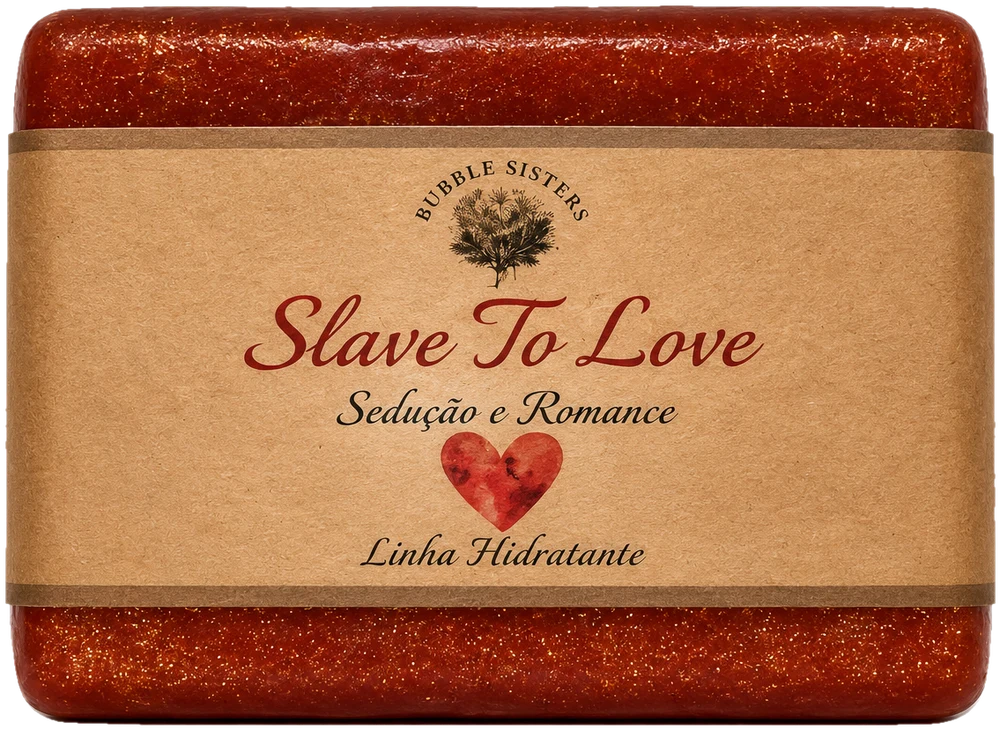 BUBBLE SISTERS
Slave To Love
Sedução e Romance
Linha Hidratante